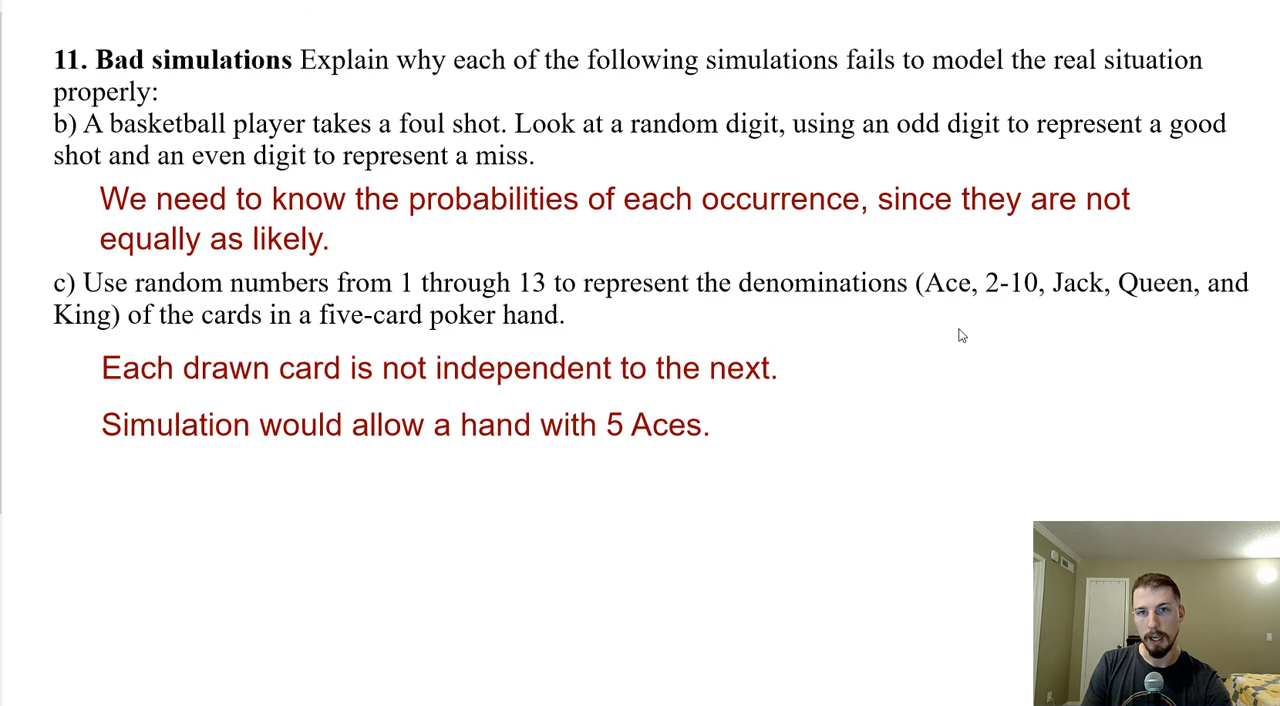 11. Bad simulations Explain why each of the following simulations fails to model the real situation
properly:
b) A basketball player takes a foul shot. Look at a random digit, using an odd digit to represent a good
shot and an even digit to represent a miss.
We need to know the probabilities of each occurrence, since they are not
equally as likely.
c) Use random numbers from 1 through 13 to represent the denominations (Ace, 2-10, Jack, Queen, and
King) of the cards in a five-card poker hand.
Each drawn card is not independent to the next.
Simulation would allow a hand with 5 Aces.